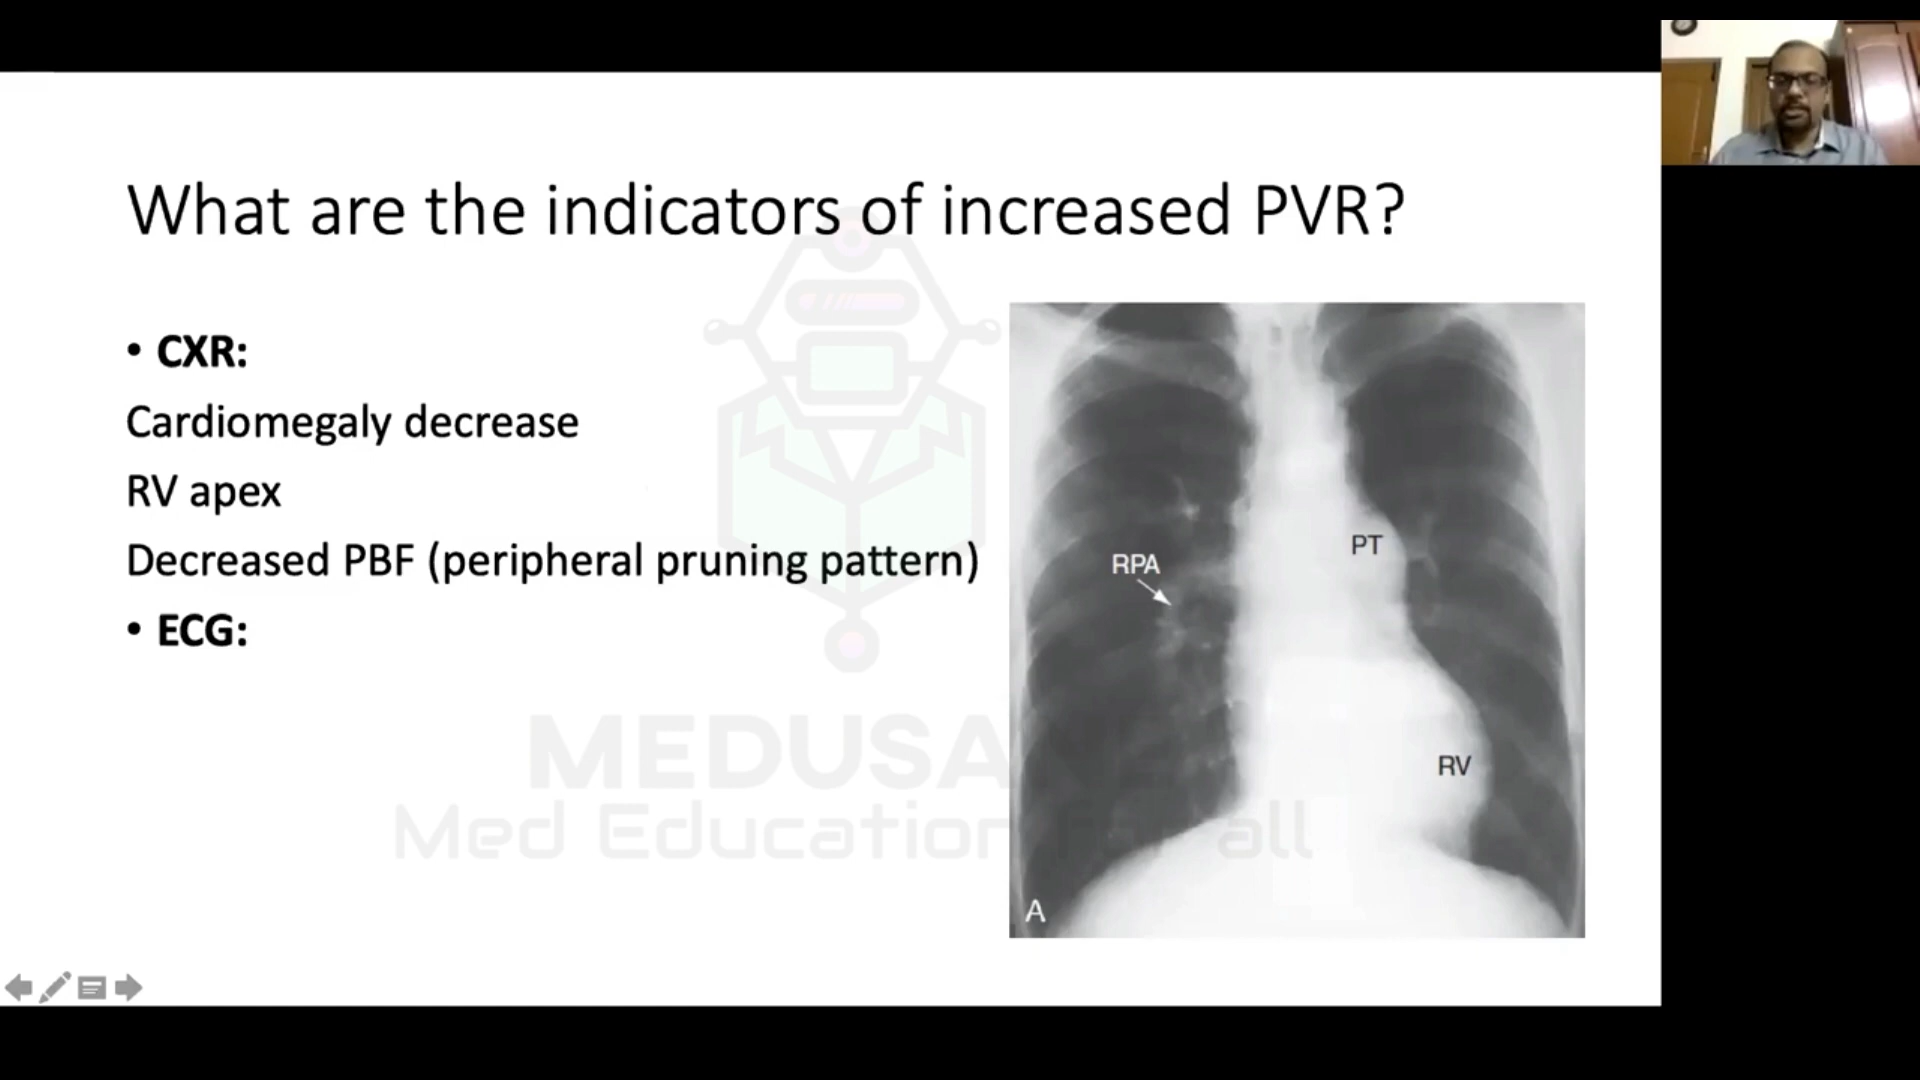 What are the indicators of increased PVR?
• CXR:
Cardiomegaly decrease
RV apex
Decreased PBF (peripheral pruning pattern)
• ECG:
RPA
PT
RV
A
MEDUSA
Med Education for all